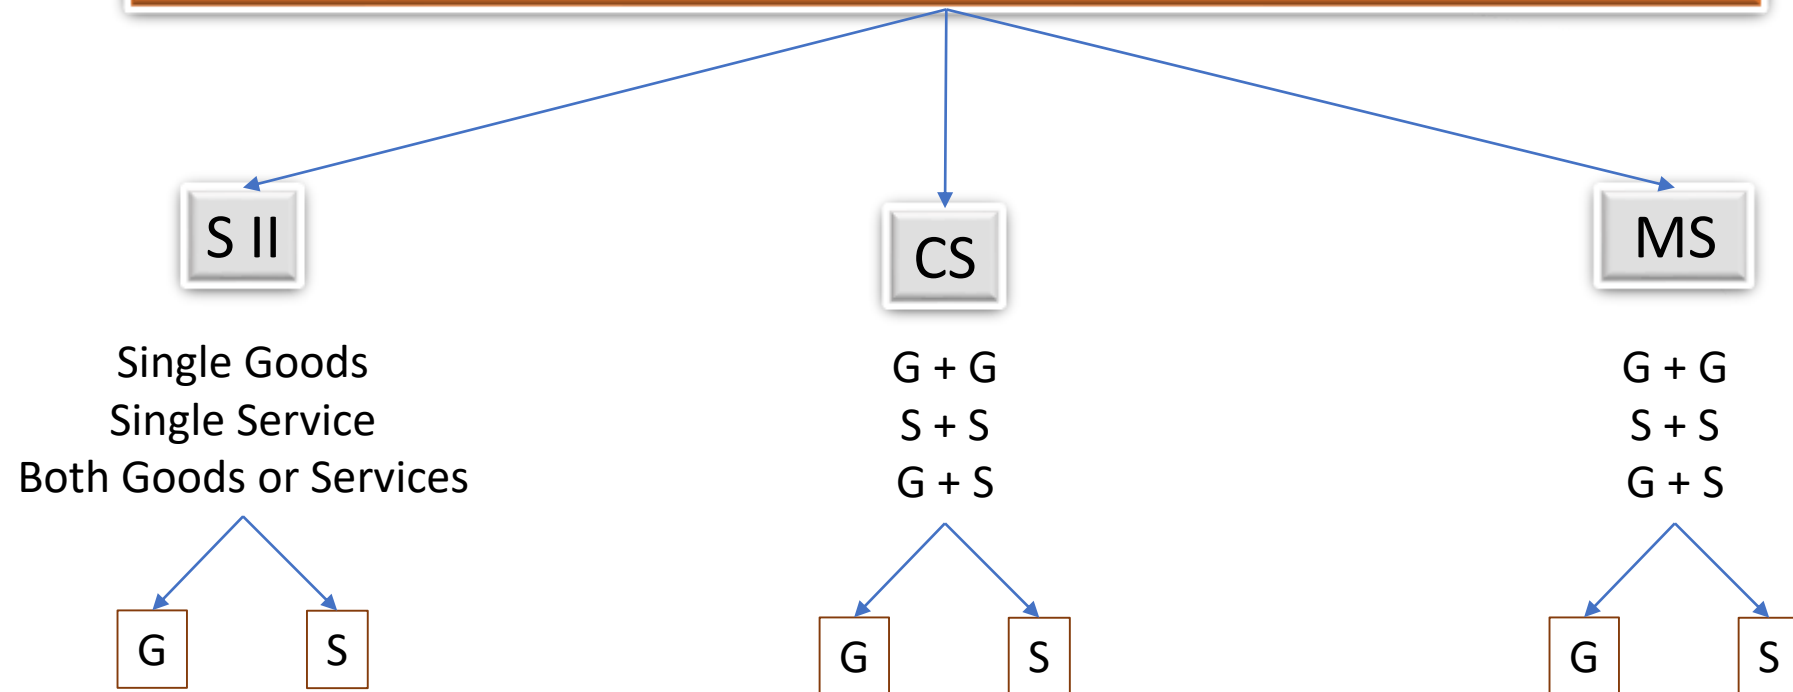 S II
CS
MS
Single Goods
Single Service
Both Goods or Services
G + G
S + S
G + S
G + G
S + S
G + S
G
S
G
S
G
S